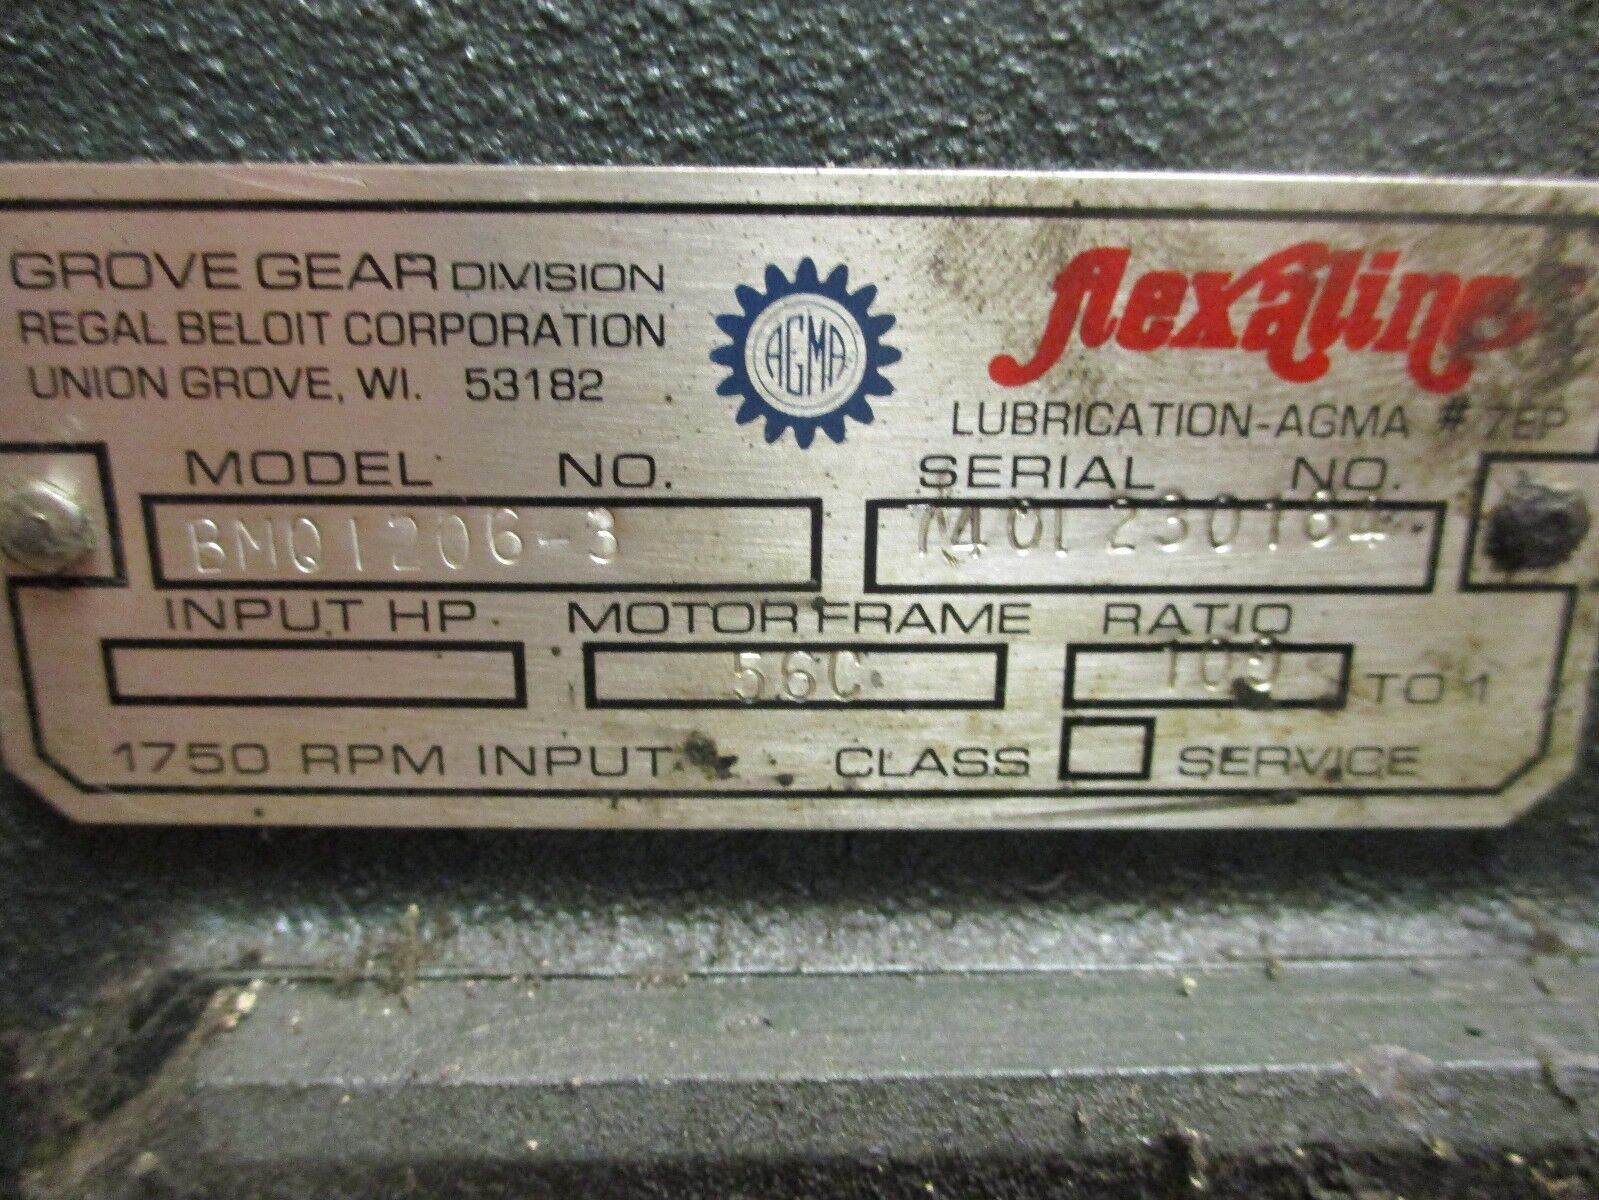 GROVE GEAR DIVISION
REGAL BELOIT CORPORATION
UNION GROVE, WI. 53182
AGMA
flexaline
LUBRICATION-AGMA # 7EP
MODEL NO.
BMQ1206-3
SERIAL NO.
INPUT HP
MOTOR FRAME
56C
RATIO
100 TO 1
1750 RPM INPUT
CLASS SERVICE